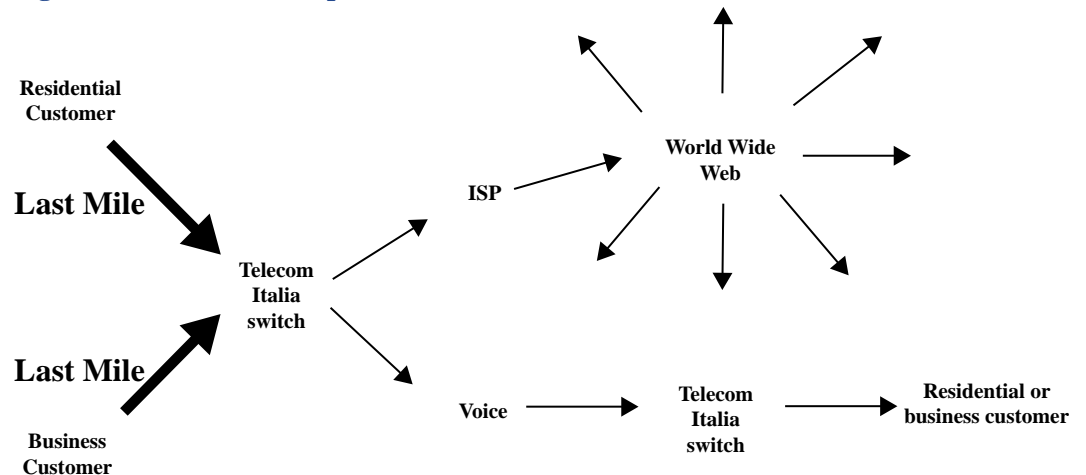 Residential
Customer
Last Mile
Telecom
Italia
switch
Last Mile
Business
Customer
ISP
World Wide
Web
Voice
Telecom
Italia
switch
Residential or
business customer